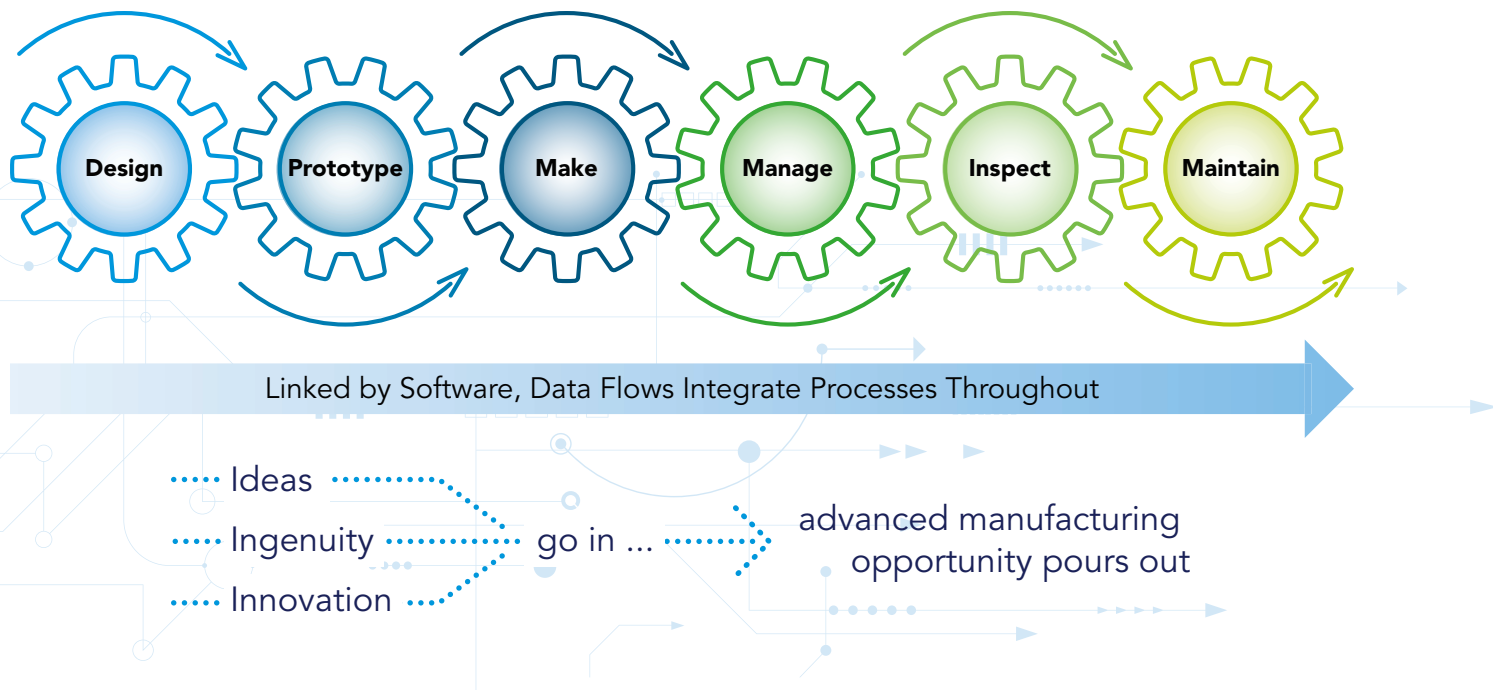 Design
Prototype
Make
Manage
Inspect
Maintain
Linked by Software, Data Flows Integrate Processes Throughout
Ideas
Ingenuity
Innovation
go in ...
advanced manufacturing
opportunity pours out